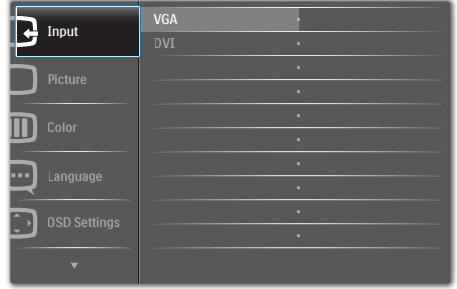 Input
VGA
DVI
Picture
Color
Language
OSD Settings